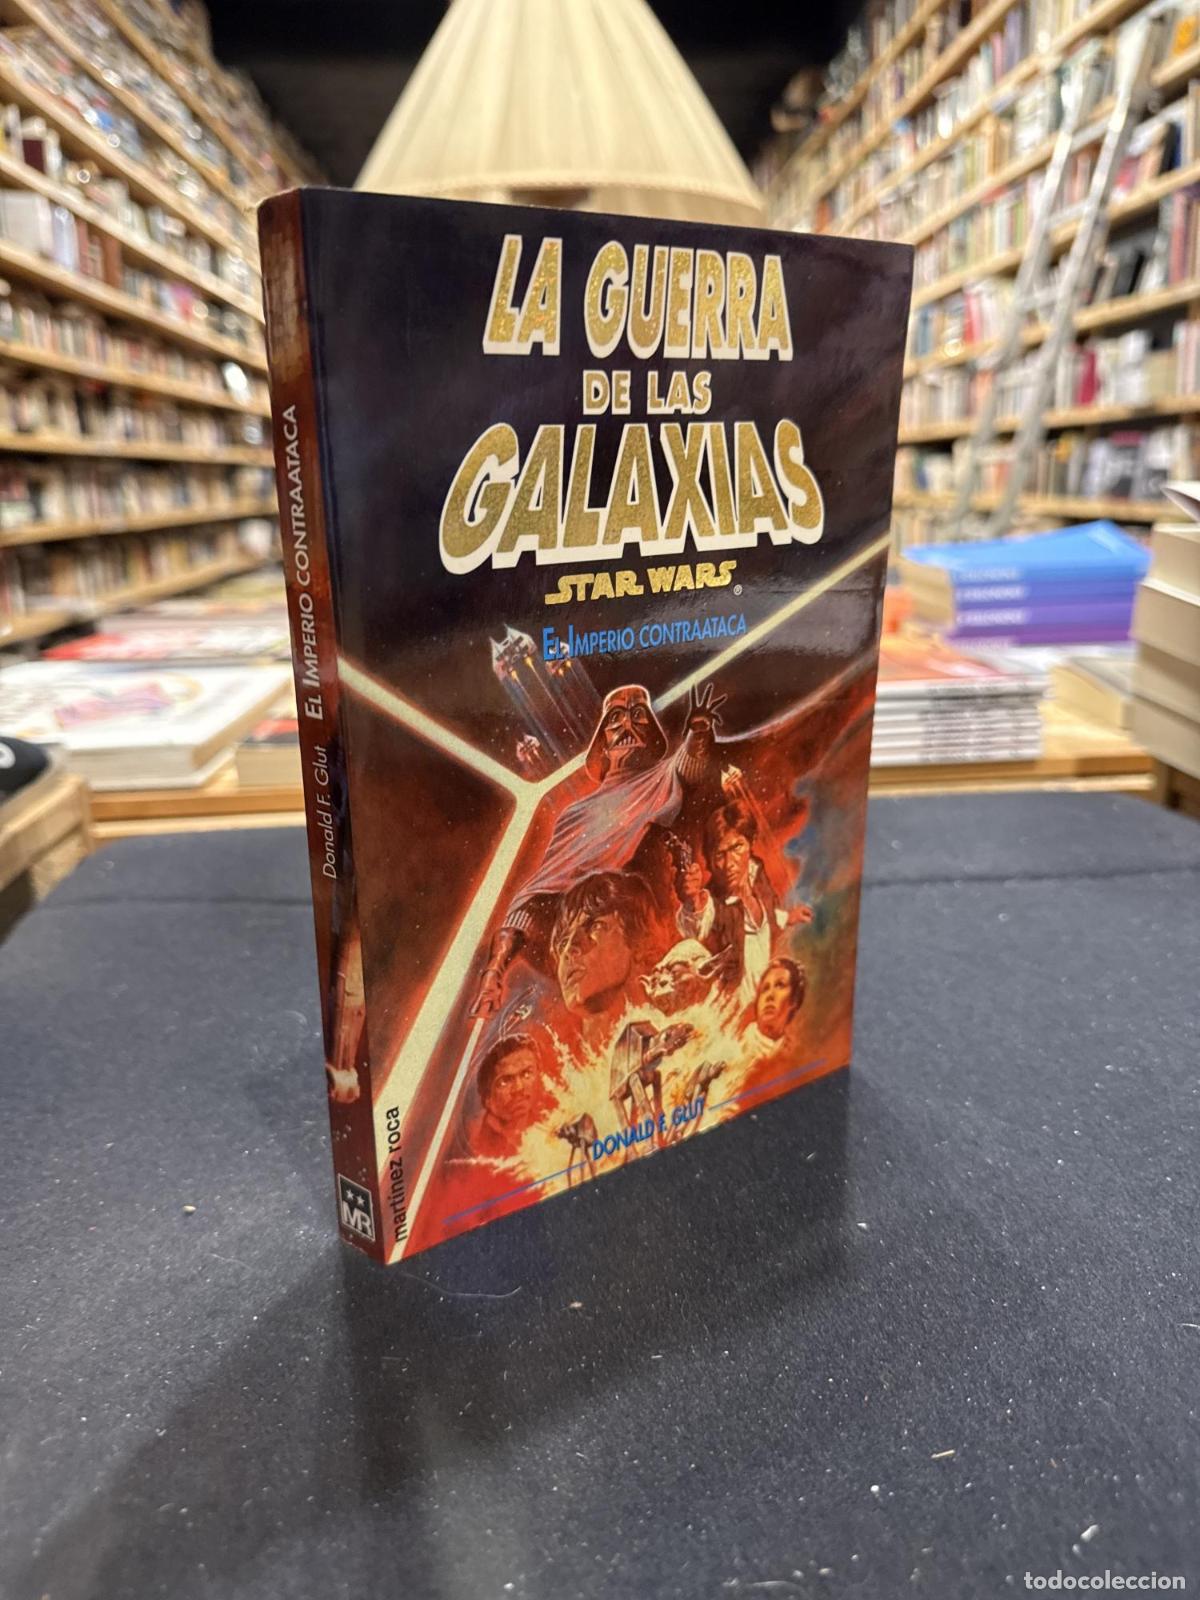 LA GUERRA
DE LAS
GALAXIAS
STAR WARS®
EL IMPERIO CONTRAATACA
DONALD F. GLUT
martínez roca
Donald F. Glut EL IMPERIO CONTRAATACA
MR
todocoleccion